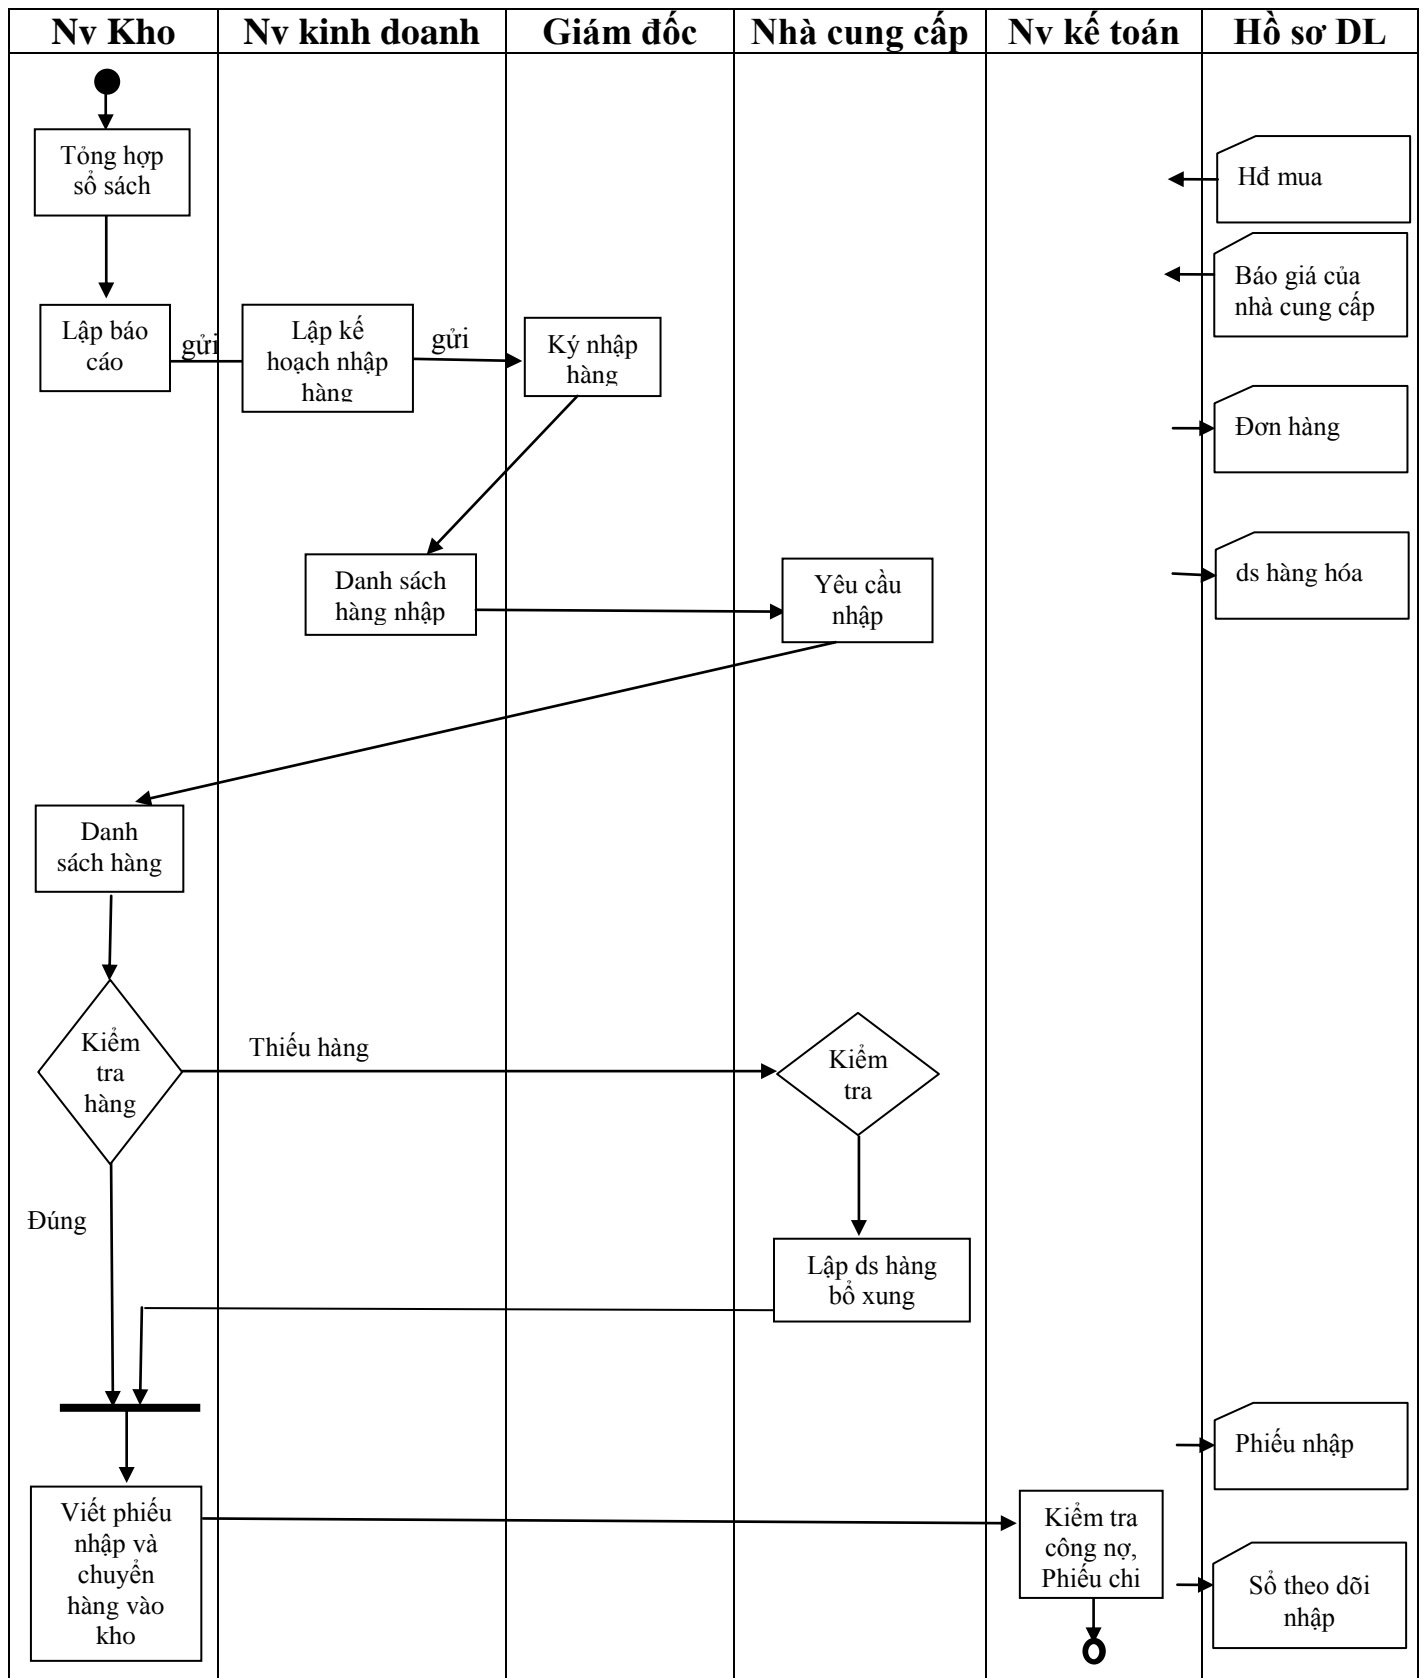 Nv Kho
Nv kinh doanh
Giám đốc
Nhà cung cấp
Nv kế toán
Hồ sơ DL
Tổng hợp
sổ sách
Hđ mua
Báo giá của
nhà cung cấp
Lập báo
cáo
gửi
Lập kế
hoạch nhập
hàng
gửi
Ký nhập
hàng
Đơn hàng
Danh sách
hàng nhập
Yêu cầu
nhập
ds hàng hóa
Danh
sách hàng
Kiểm
tra
hàng
Thiếu hàng
Kiểm
tra
Đúng
Lập ds hàng
bổ xung
Phiếu nhập
Viết phiếu
nhập và
chuyển
hàng vào
kho
Kiểm tra
công nợ,
Phiếu chi
Sổ theo dõi
nhập